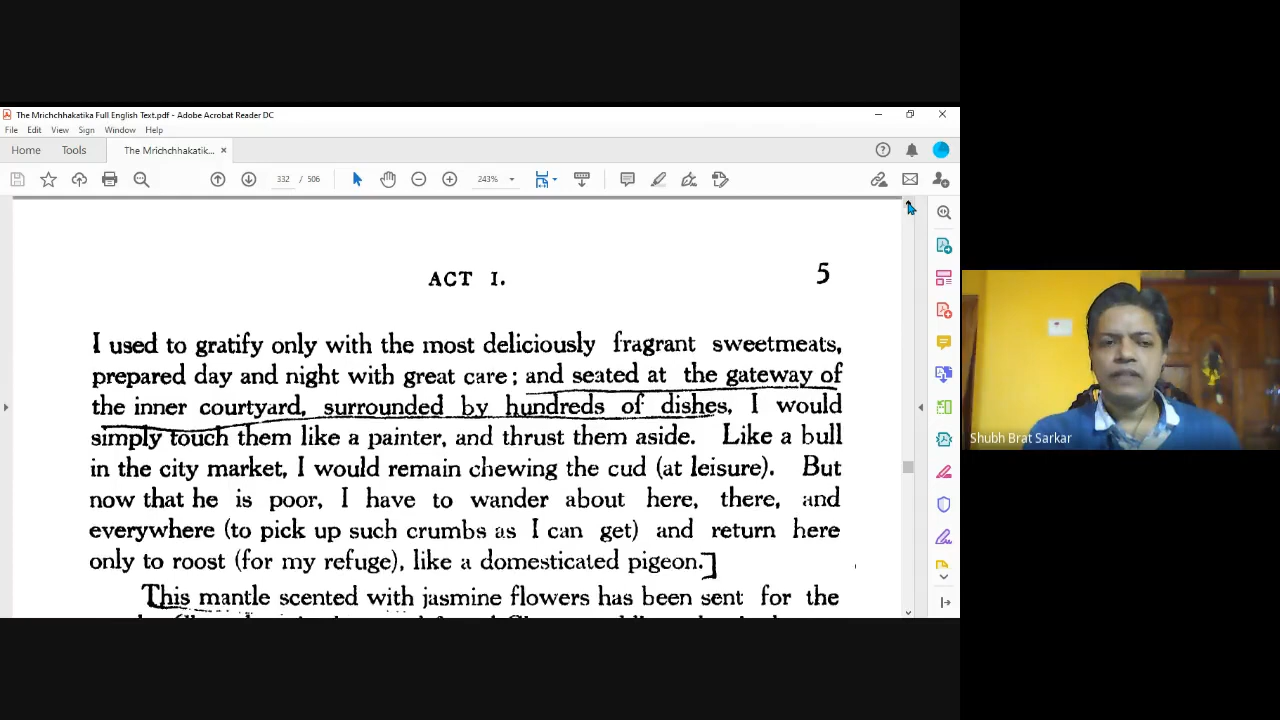 The Mrichchhakatika Full English Text.pdf - Adobe Acrobat Reader DC
File Edit View Sign Window Help
Home Tools The Mrichchhakatika... ×
332 / 506 243%
ACT I. 5
I used to gratify only with the most deliciously fragrant sweetmeats,
prepared day and night with great care ; and seated at the gateway of
the inner courtyard, surrounded by hundreds of dishes, I would
simply touch them like a painter, and thrust them aside. Like a bull
in the city market, I would remain chewing the cud (at leisure). But
now that he is poor, I have to wander about here, there, and
everywhere (to pick up such crumbs as I can get) and return here
only to roost (for my refuge), like a domesticated pigeon.]
This mantle scented with jasmine flowers has been sent for the
Shubh Brat Sarkar